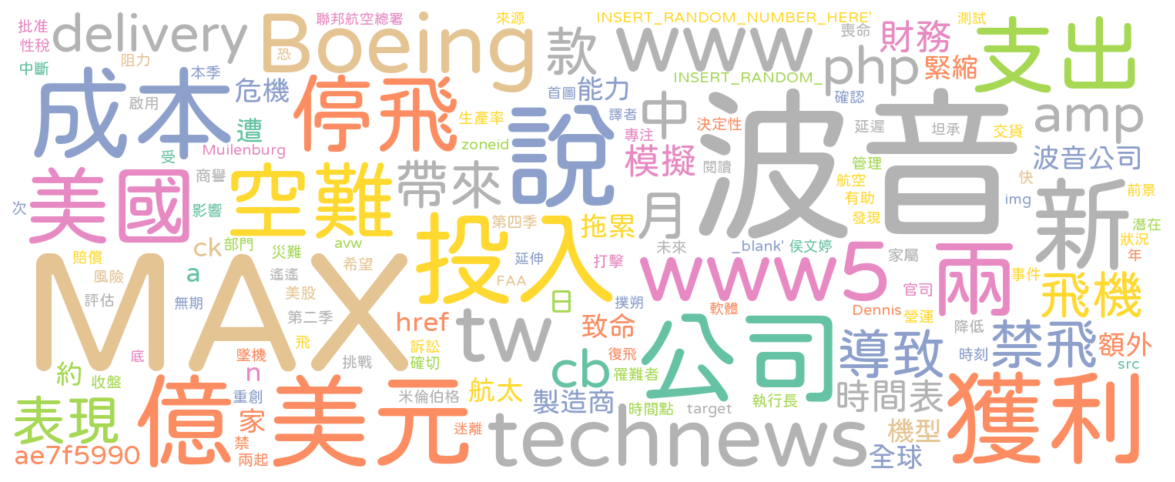 批准
聯邦航空總署
來源
INSERT_RANDOM_NUMBER_HERE'
測試
性稅
delivery
Boeing
恐
款
www
喪命
財務
支出
中斷
阻力
本季
php
INSERT_RANDOM_
緊縮
成本
危機
停飛
首圖
能力
確認
啟用
說
譯者
中
amp
遭
生產率
專注
決定性
延遲
坦承
交貨
受
Muilenburg
zoneid
模擬
波音
波音公司
商譽
空難
帶來
閱讀
管理
快
美國
航空
有助
img
前景
次
影響
月
新
發現
潛在
ck
部門
第四季
拖累
未來
_blank'
侯文婷
家屬
狀況
賠償
災難
avw
投入
延伸
打擊
www5
兩
事件
年
a
遙遙
希望
FAA
風險
MAX
美股
日
撲朔
官司
飛機
評估
無期
第二季
href
tw
致命
軟體
Dennis
營運
公司
降低
禁飛
底
墜機
飛
挑戰
訴訟
復飛
導致
額外
約
n
確切
cb
罹難者
時刻
src
收盤
重創
米倫伯格
航太
製造商
時間點
target
執行長
時間表
表現
億
美元
家
迷離
technews
機型
獲利
ae7f5990
禁
兩起
全球